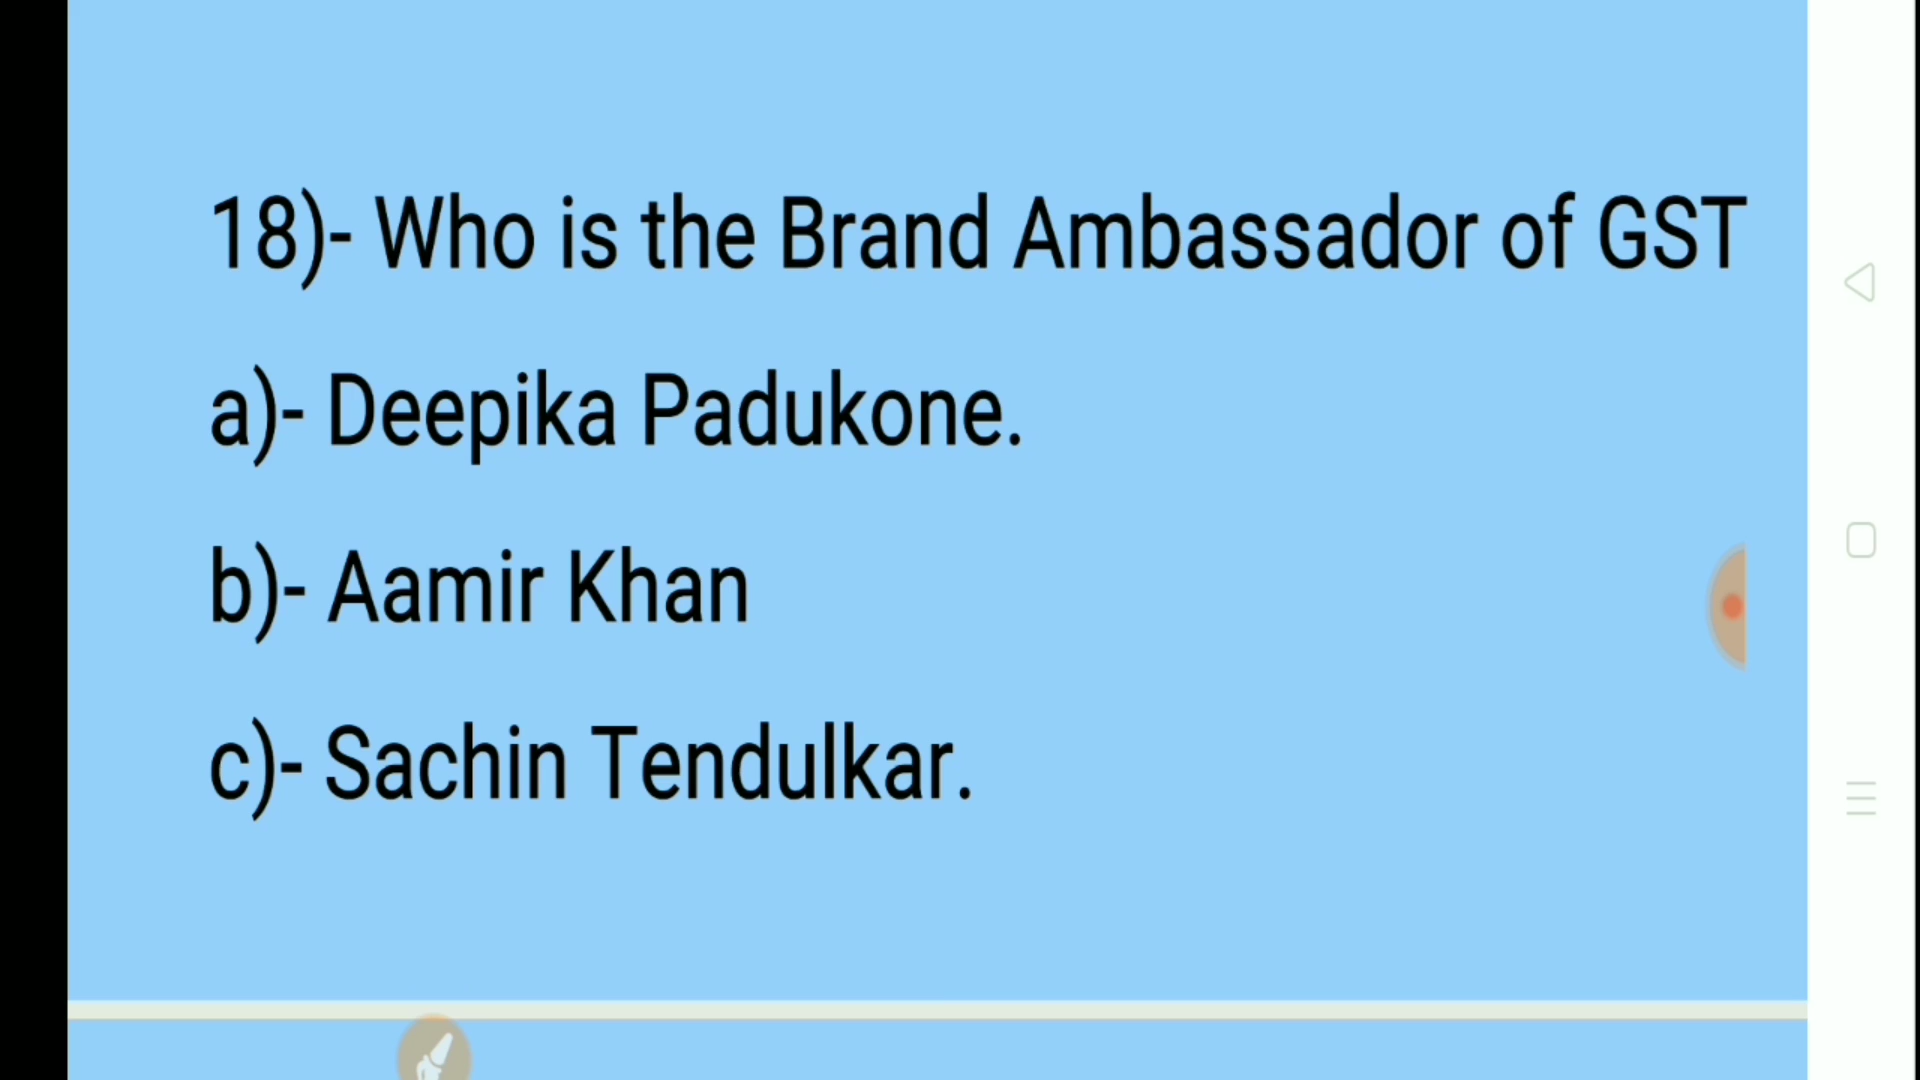 18)- Who is the Brand Ambassador of GST
a)- Deepika Padukone.
b)- Aamir Khan
c)- Sachin Tendulkar.